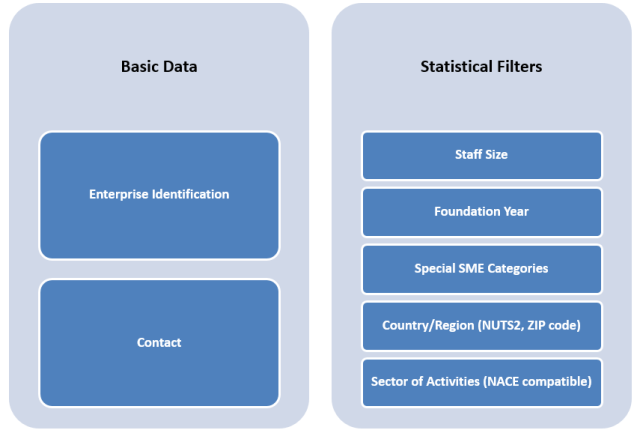 Basic Data
Enterprise Identification
Contact
Statistical Filters
Staff Size
Foundation Year
Special SME Categories
Country/Region (NUTS2, ZIP code)
Sector of Activities (NACE compatible)